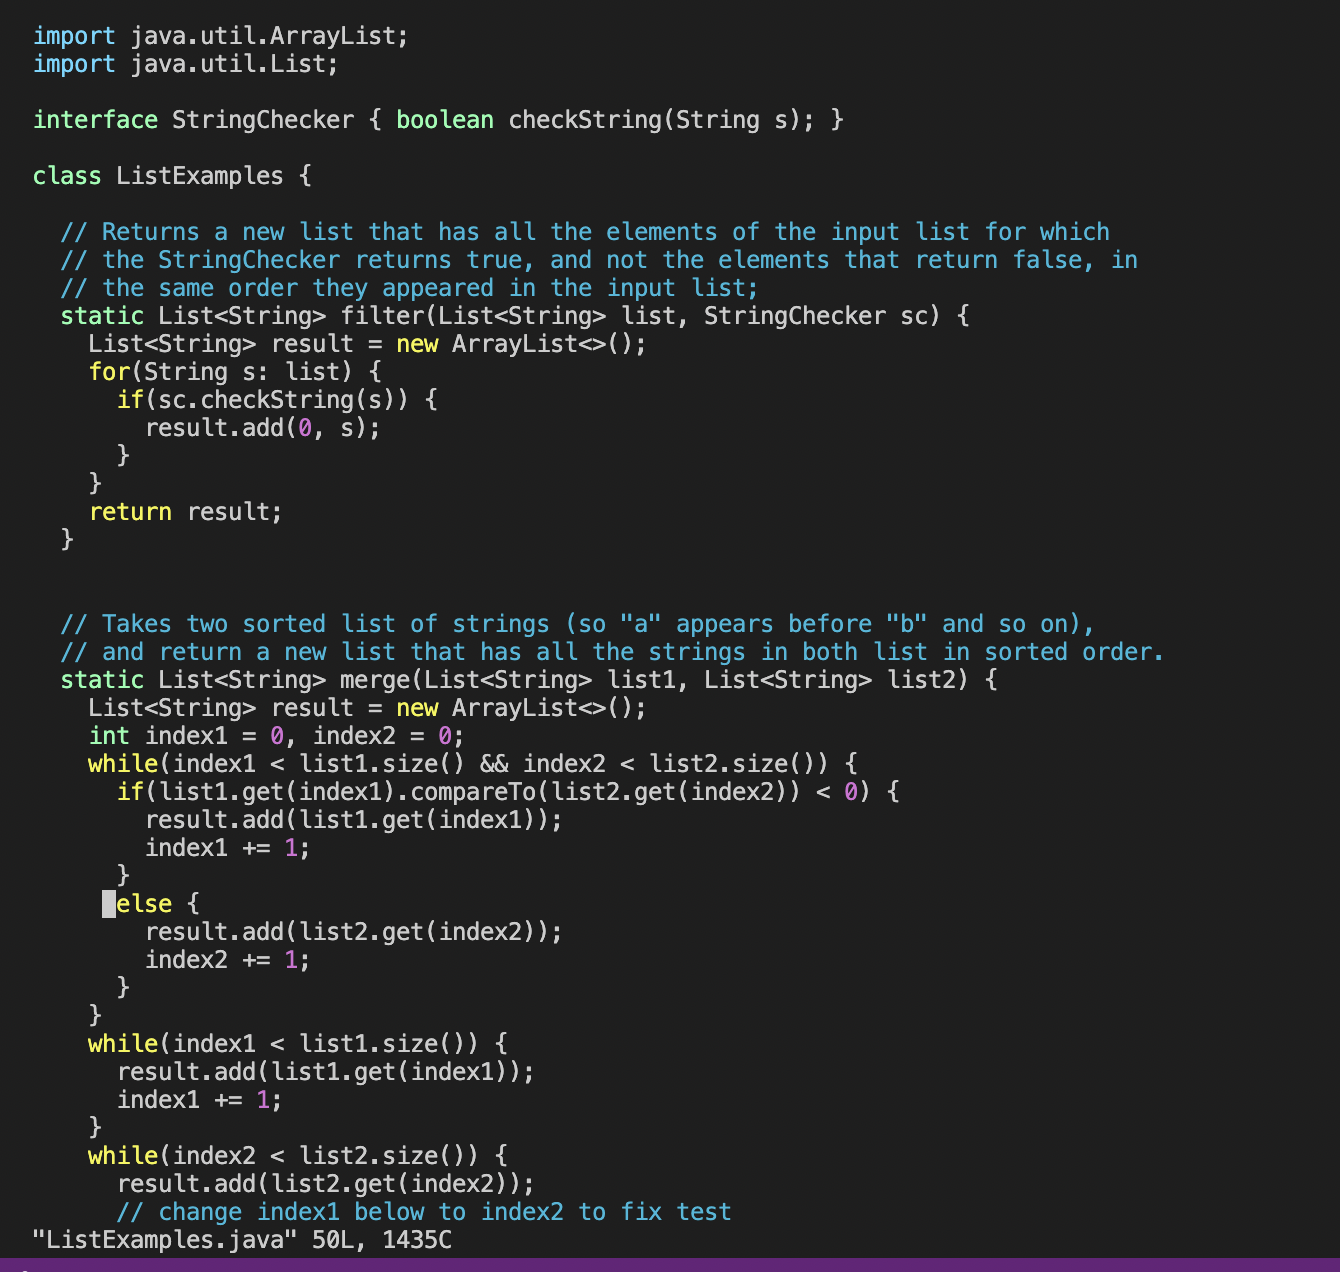 import java.util.ArrayList;
import java.util.List;

interface StringChecker { boolean checkString(String s); }

class ListExamples {

  // Returns a new list that has all the elements of the input list for which
  // the StringChecker returns true, and not the elements that return false, in
  // the same order they appeared in the input list;
  static List<String> filter(List<String> list, StringChecker sc) {
    List<String> result = new ArrayList<>();
    for(String s: list) {
      if(sc.checkString(s)) {
        result.add(0, s);
      }
    }
    return result;
  }


  // Takes two sorted list of strings (so "a" appears before "b" and so on),
  // and return a new list that has all the strings in both list in sorted order.
  static List<String> merge(List<String> list1, List<String> list2) {
    List<String> result = new ArrayList<>();
    int index1 = 0, index2 = 0;
    while(index1 < list1.size() && index2 < list2.size()) {
      if(list1.get(index1).compareTo(list2.get(index2)) < 0) {
        result.add(list1.get(index1));
        index1 += 1;
      }
      else {
        result.add(list2.get(index2));
        index2 += 1;
      }
    }
    while(index1 < list1.size()) {
      result.add(list1.get(index1));
      index1 += 1;
    }
    while(index2 < list2.size()) {
      result.add(list2.get(index2));
      // change index1 below to index2 to fix test
"ListExamples.java" 50L, 1435C